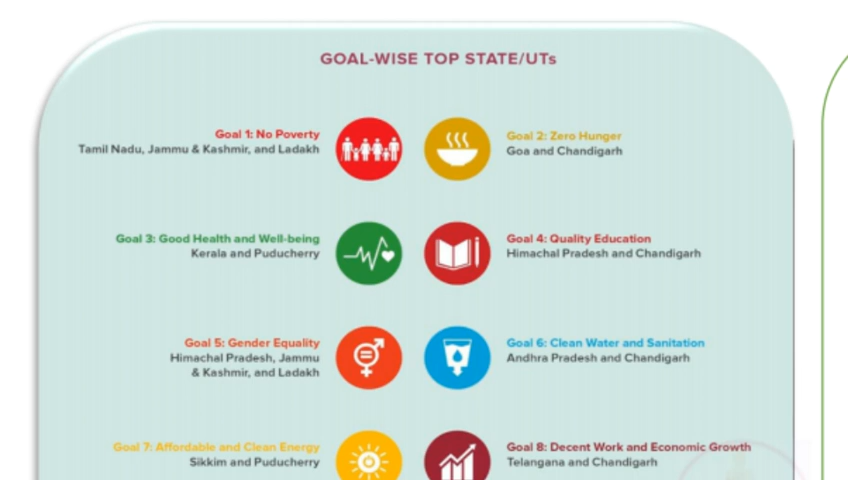 GOAL-WISE TOP STATE/UTs
Goal 1: No Poverty
Tamil Nadu, Jammu & Kashmir, and Ladakh
Goal 2: Zero Hunger
Goa and Chandigarh
Goal 3: Good Health and Well-being
Kerala and Puducherry
Goal 4: Quality Education
Himachal Pradesh and Chandigarh
Goal 5: Gender Equality
Himachal Pradesh, Jammu
& Kashmir, and Ladakh
Goal 6: Clean Water and Sanitation
Andhra Pradesh and Chandigarh
Goal 7: Affordable and Clean Energy
Sikkim and Puducherry
Goal 8: Decent Work and Economic Growth
Telangana and Chandigarh